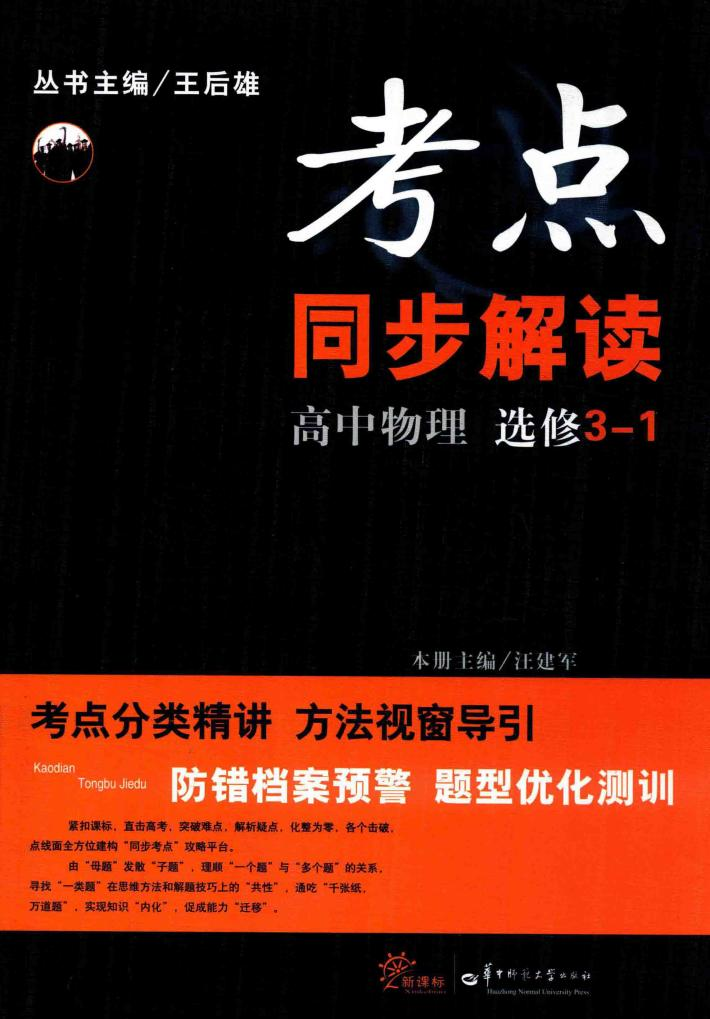 丛书主编/王后雄
考点
同步解读
高中物理 选修3-1
本册主编/汪建军
考点分类精讲 方法视窗导引
Kaodian
Tongbu Jiedu
防错档案预警 题型优化测训
紧扣课标，直击高考，突破难点，解析疑点，化整为零，各个击破，
点线面全方位建构“同步考点”攻略平台。
由“母题”发散“子题”，理顺“一个题”与“多个题”的关系，
寻找“一类题”在思维方法和解题技巧上的“共性”，通吃“千张纸，
万道题”，实现知识“内化”，促成能力“迁移”。
新课标
Xinkebiao
华中师范大学出版社
Huazhong Normal University Press